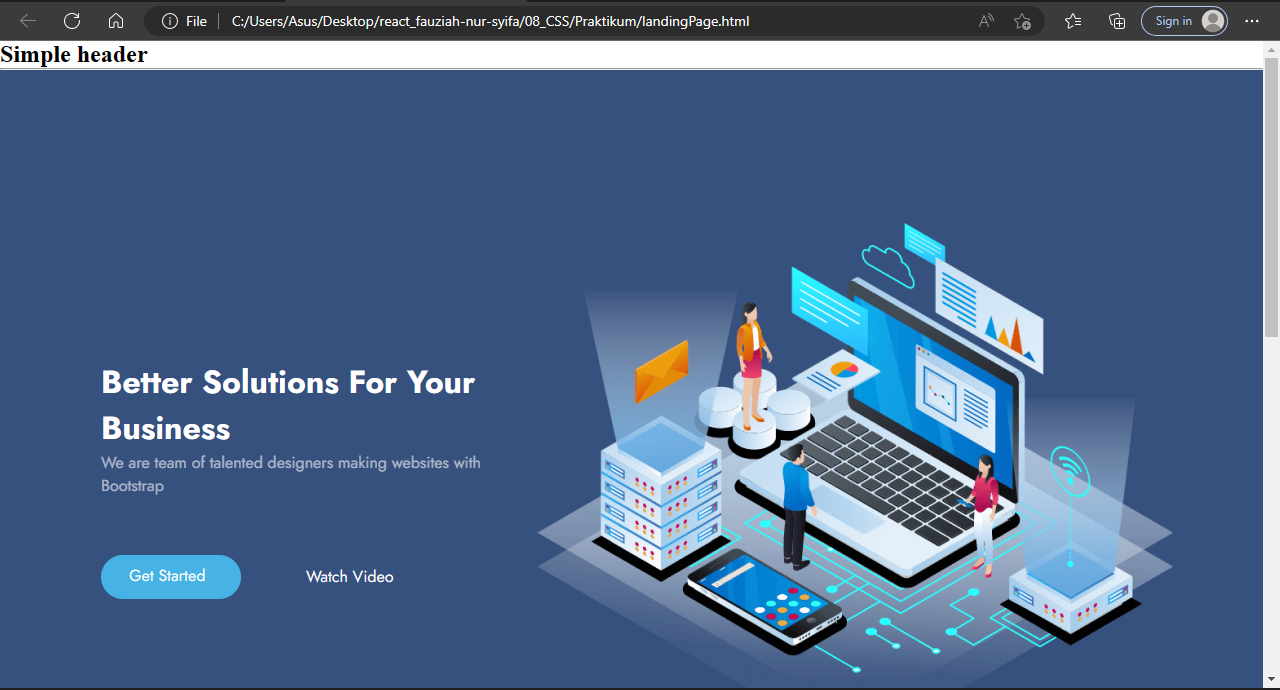 File
C:/Users/Asus/Desktop/react_fauziah-nur-syifa/08_CSS/Praktikum/landingPage.html
Sign in
Simple header
Better Solutions For Your
Business
We are team of talented designers making websites with
Bootstrap
Get Started
Watch Video